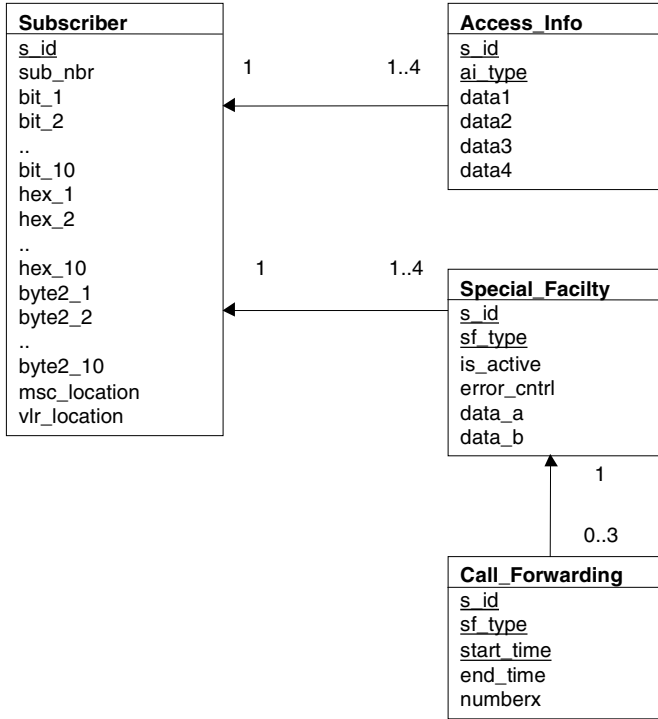 Subscriber
s_id
sub_nbr
bit_1
bit_2
..
bit_10
hex_1
hex_2
..
hex_10
byte2_1
byte2_2
..
byte2_10
msc_location
vlr_location
1
1..4
Access_Info
s_id
ai_type
data1
data2
data3
data4
1
1..4
Special_Facilty
s_id
sf_type
is_active
error_cntrl
data_a
data_b
1
0..3
Call_Forwarding
s_id
sf_type
start_time
end_time
numberx